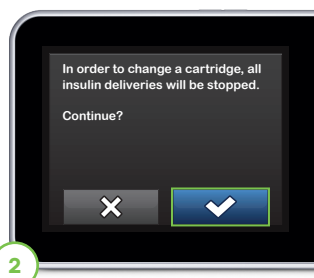 In order to change a cartridge, all
insulin deliveries will be stopped.
Continue?
2